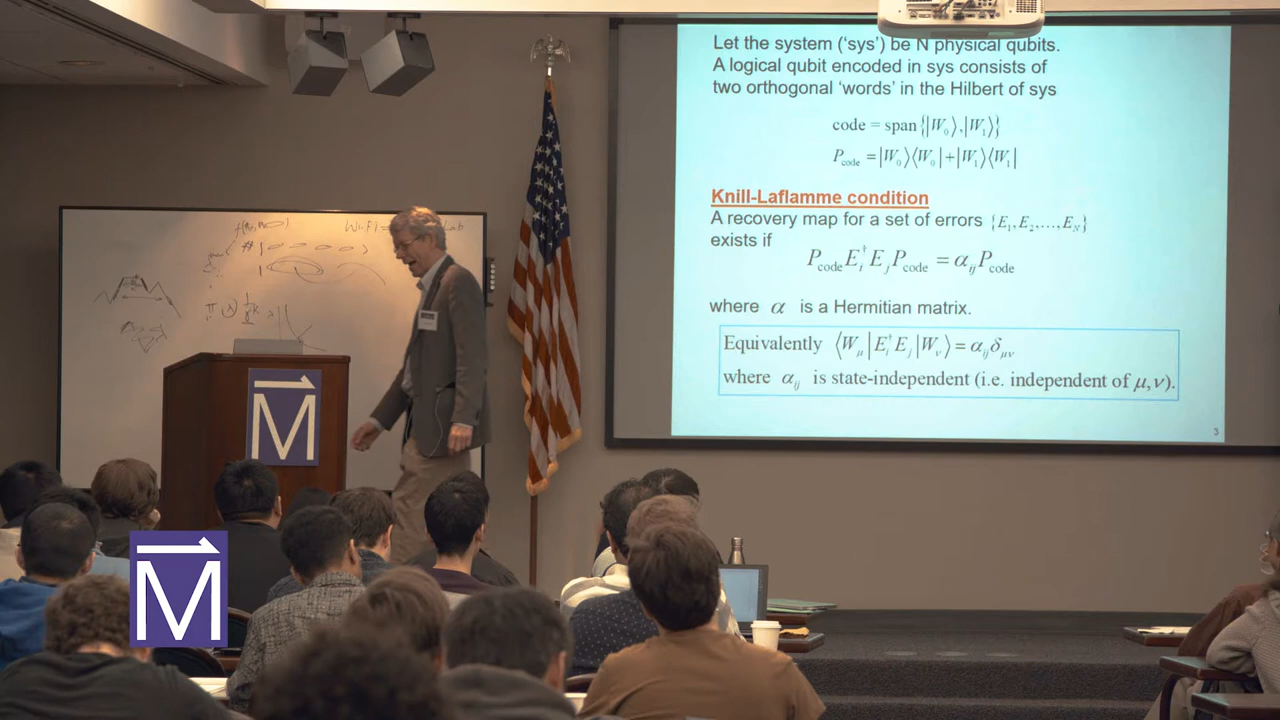 Let the system (‘sys’) be N physical qubits.
A logical qubit encoded in sys consists of
two orthogonal ‘words’ in the Hilbert of sys
code = span{|W₀⟩,|W₁⟩}
P_code = |W₀⟩⟨W₀|+|W₁⟩⟨W₁|
Knill-Laflamme condition
A recovery map for a set of errors {E₁, E₂,..., E_N}
exists if
P_code E_i† E_j P_code = α_ij P_code
where α is a Hermitian matrix.
Equivalently ⟨W_μ|E_i† E_j|W_ν⟩ = α_ij δ_μν
where α_ij is state-independent (i.e. independent of μ,ν).
3
M
M